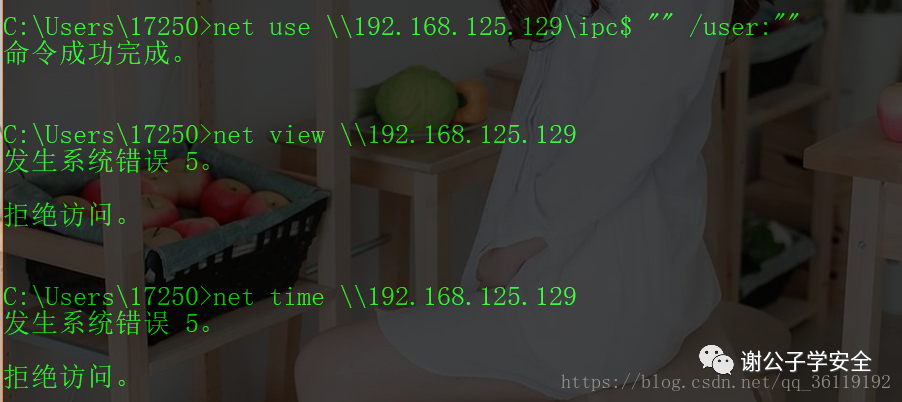 C:\Users\17250>net use \\192.168.125.129\ipc$ "" /user:""
命令成功完成。
C:\Users\17250>net view \\192.168.125.129
发生系统错误 5。
拒绝访问。
C:\Users\17250>net time \\192.168.125.129
发生系统错误 5。
拒绝访问。
谢公子学安全
https://blog.csdn.net/qq_36119192